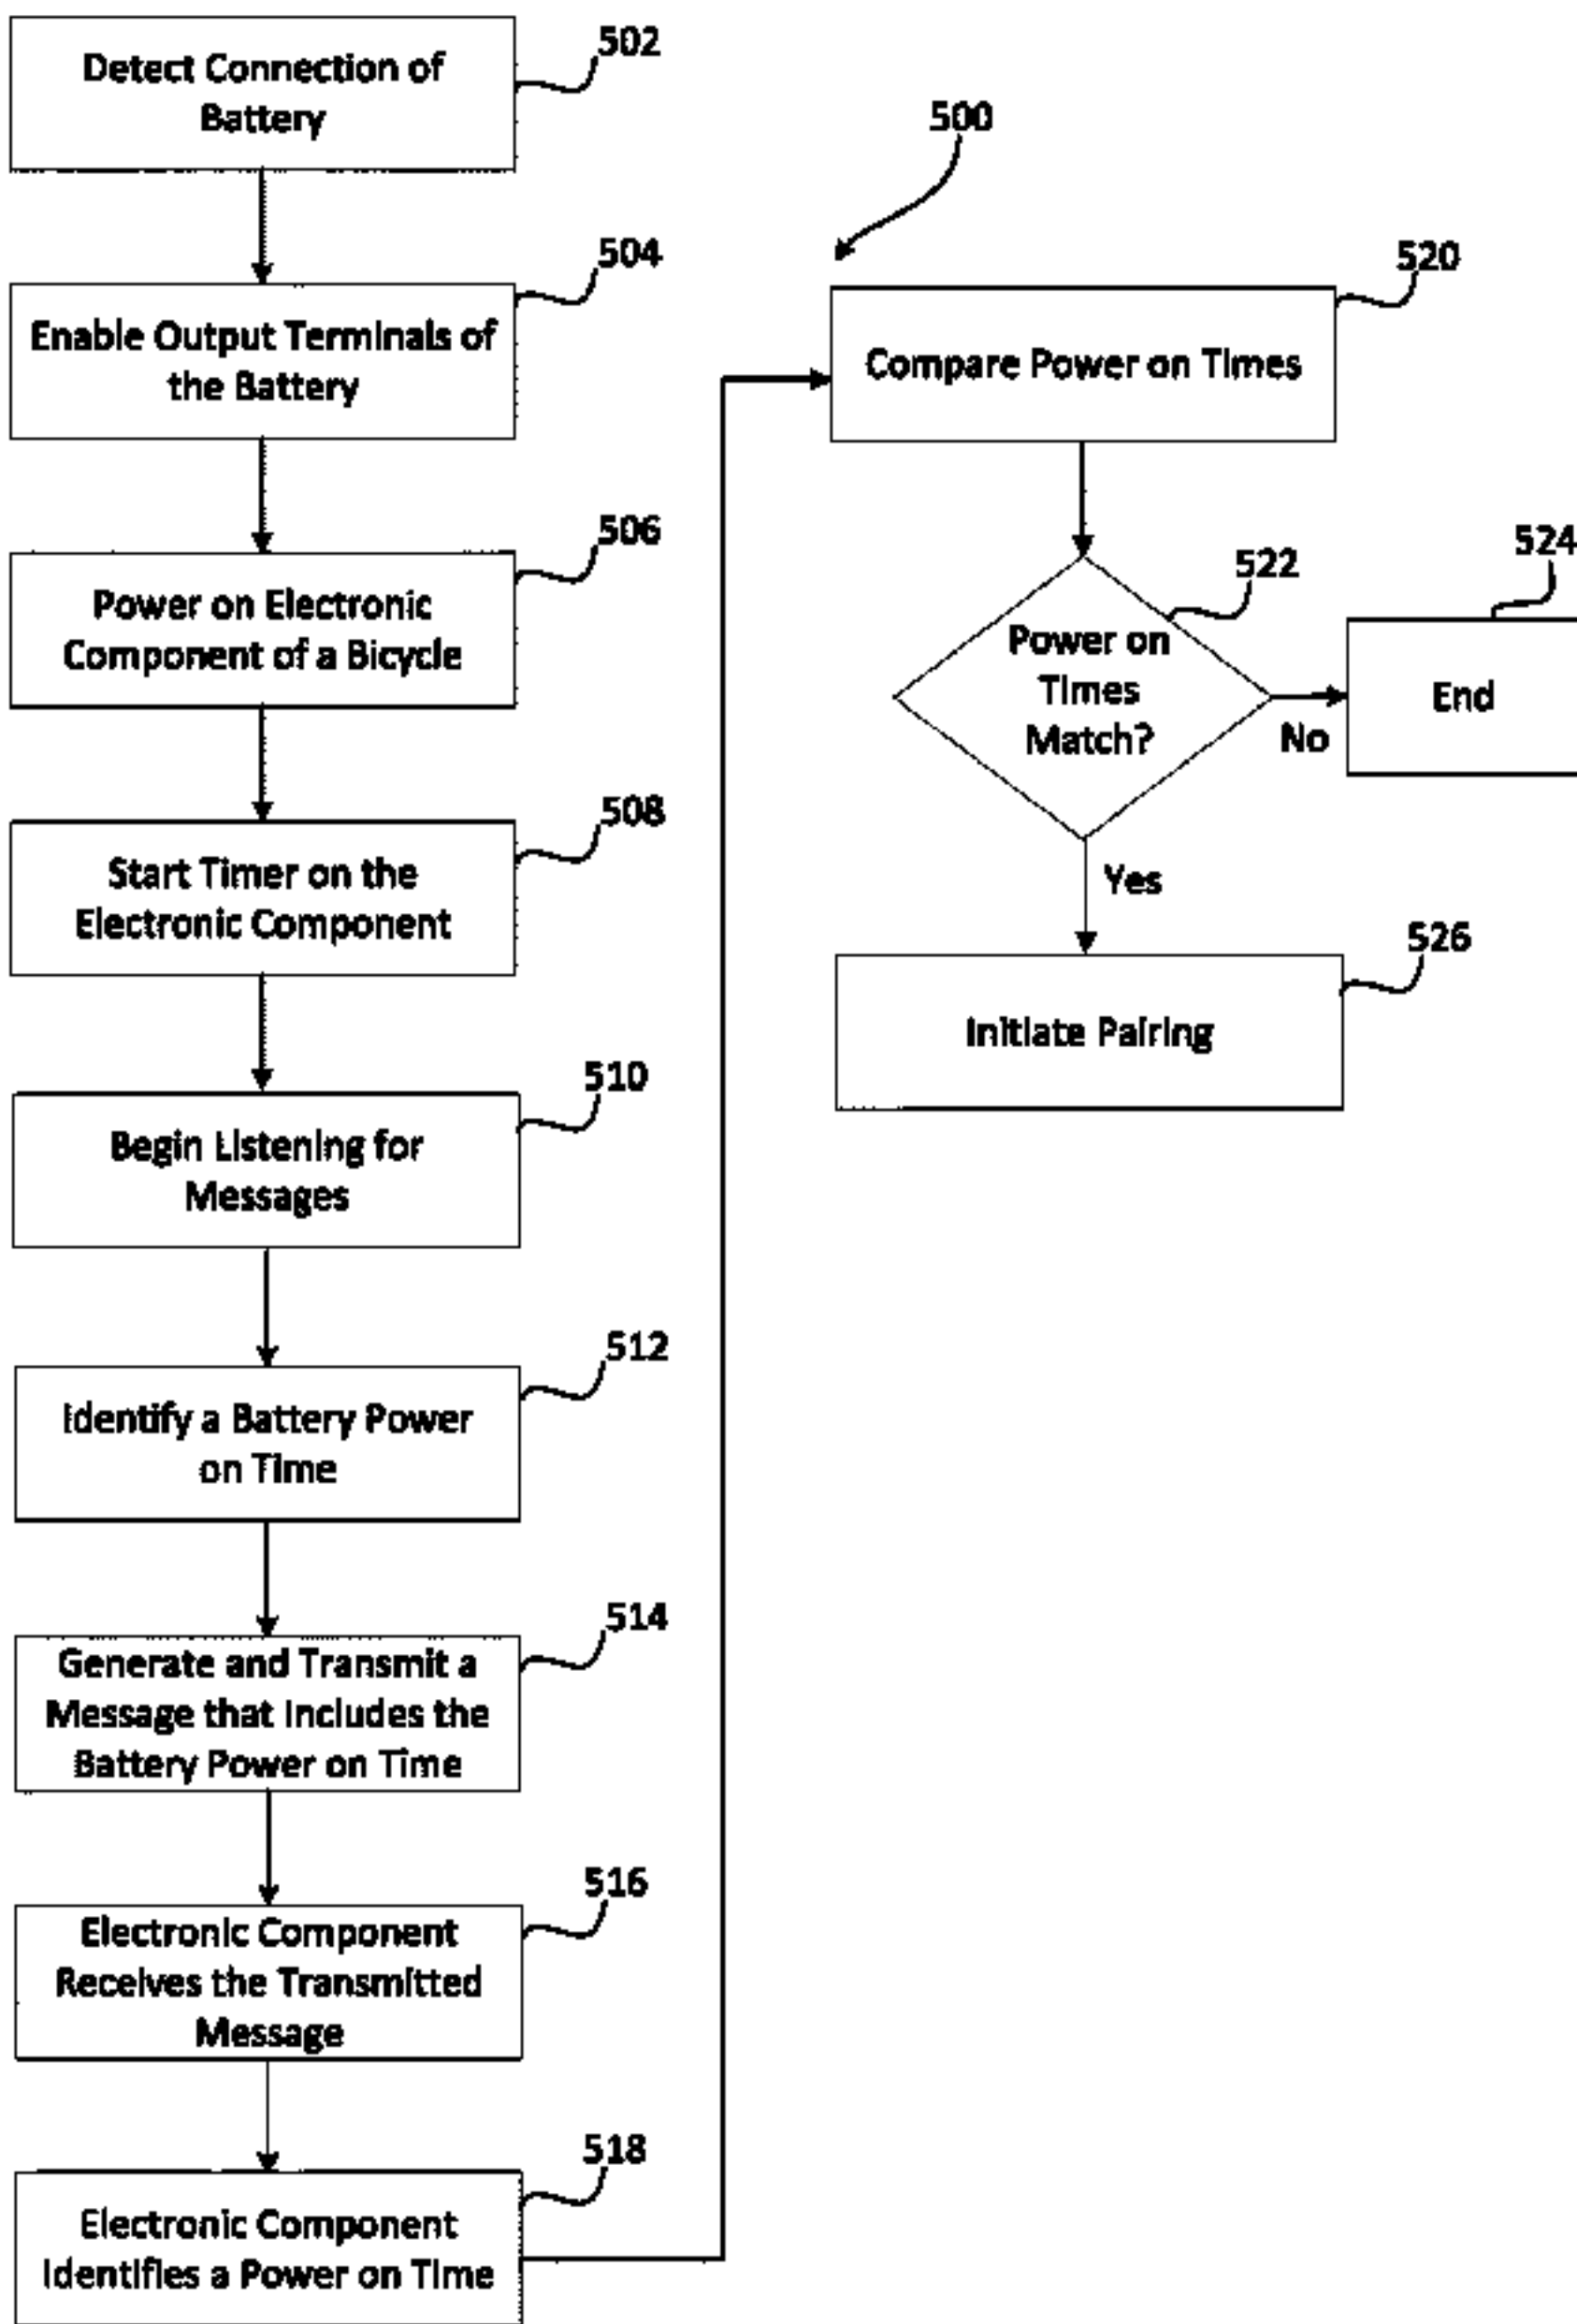 502
Detect Connection of
Battery
504
Enable Output Terminals of
the Battery
506
Power on Electronic
Component of a Bicycle
508
Start Timer on the
Electronic Component
510
Begin Listening for
Messages
512
Identify a Battery Power
on Time
514
Generate and Transmit a
Message that Includes the
Battery Power on Time
516
Electronic Component
Receives the Transmitted
Message
518
Electronic Component
Identifies a Power on Time
500
520
Compare Power on Times
522
Power on
Times
Match?
No
524
End
Yes
526
Initiate Pairing